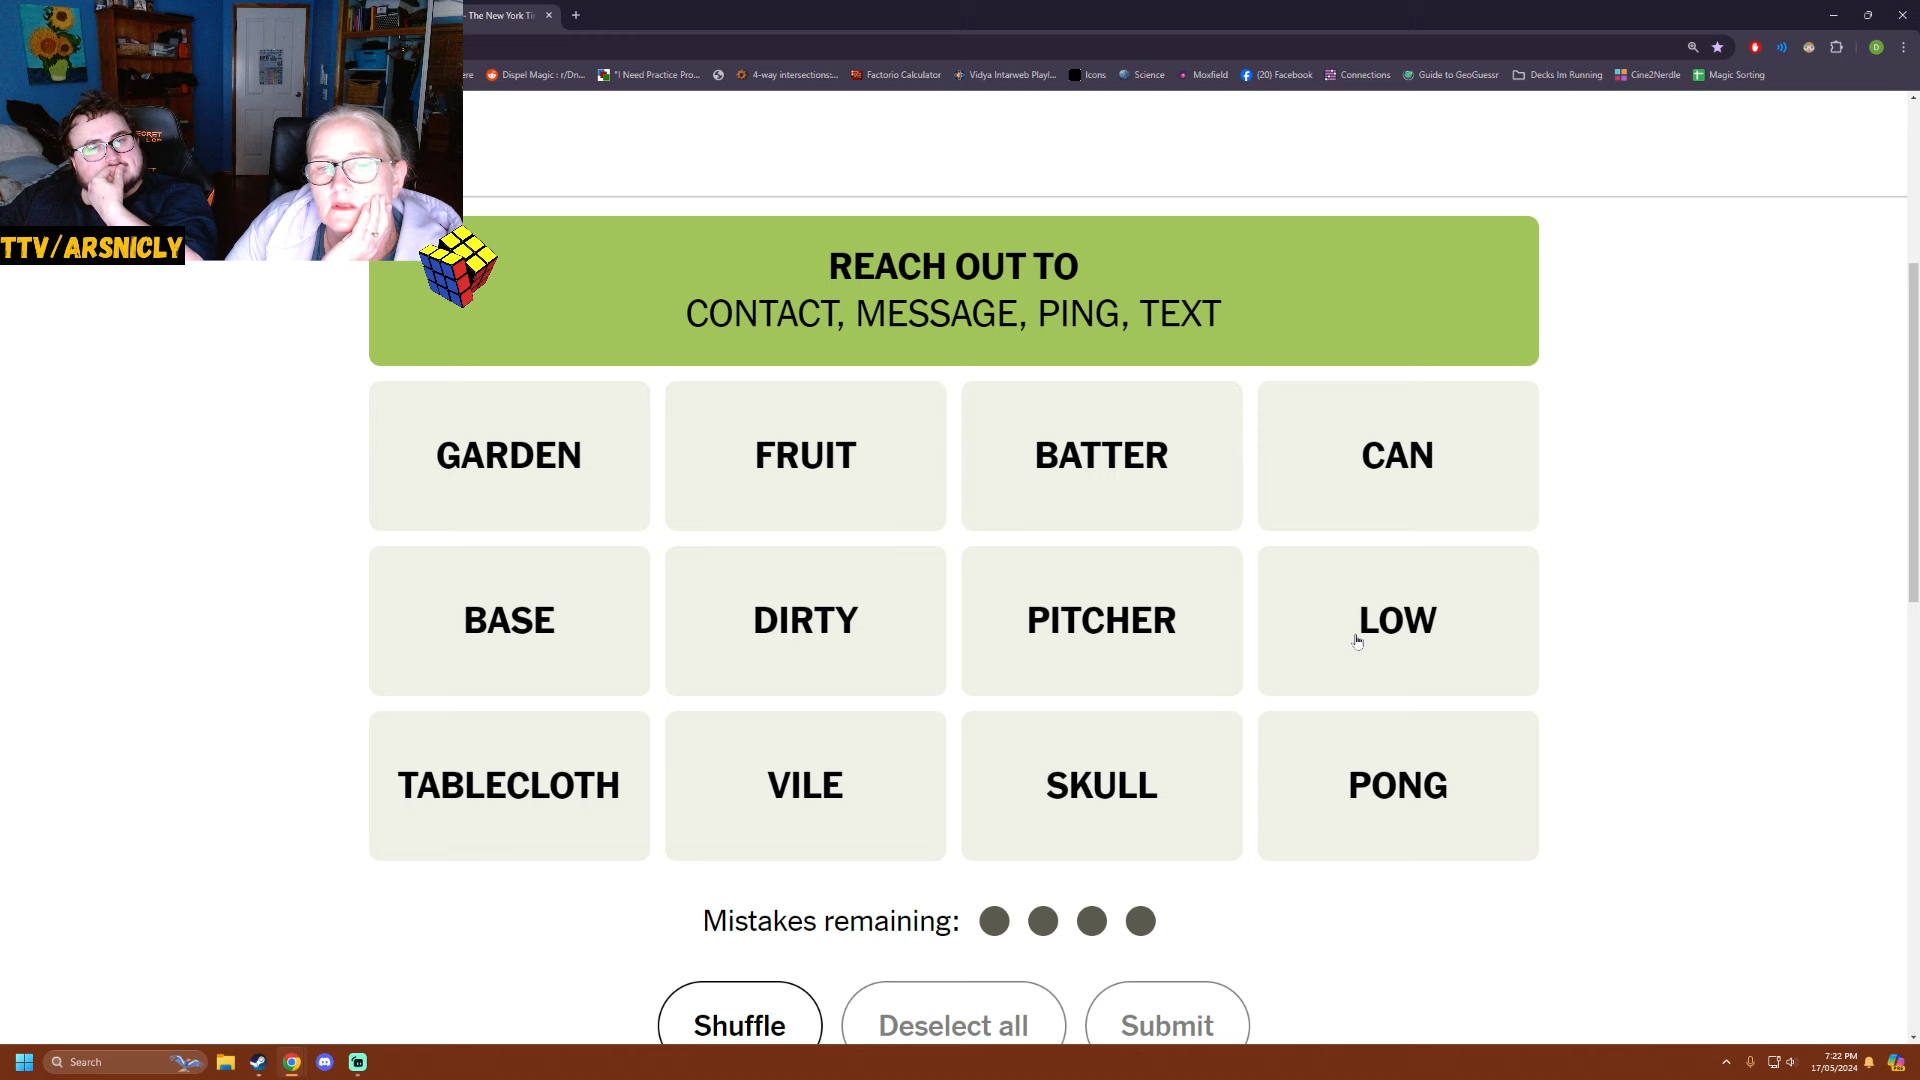 - The New York Ti
ere
Dispel Magic : r/Dn...
"I Need Practice Pro...
4-way intersections:...
Factorio Calculator
Vidya Intarweb Playl...
Icons
Science
Moxfield
(20) Facebook
Connections
Guide to GeoGuessr
Decks Im Running
Cine2Nerdle
Magic Sorting
TTV/ARSNICLY
REACH OUT TO
CONTACT, MESSAGE, PING, TEXT
GARDEN
FRUIT
BATTER
CAN
BASE
DIRTY
PITCHER
LOW
TABLECLOTH
VILE
SKULL
PONG
Mistakes remaining:
Shuffle
Deselect all
Submit
Search
7:22 PM
17/05/2024